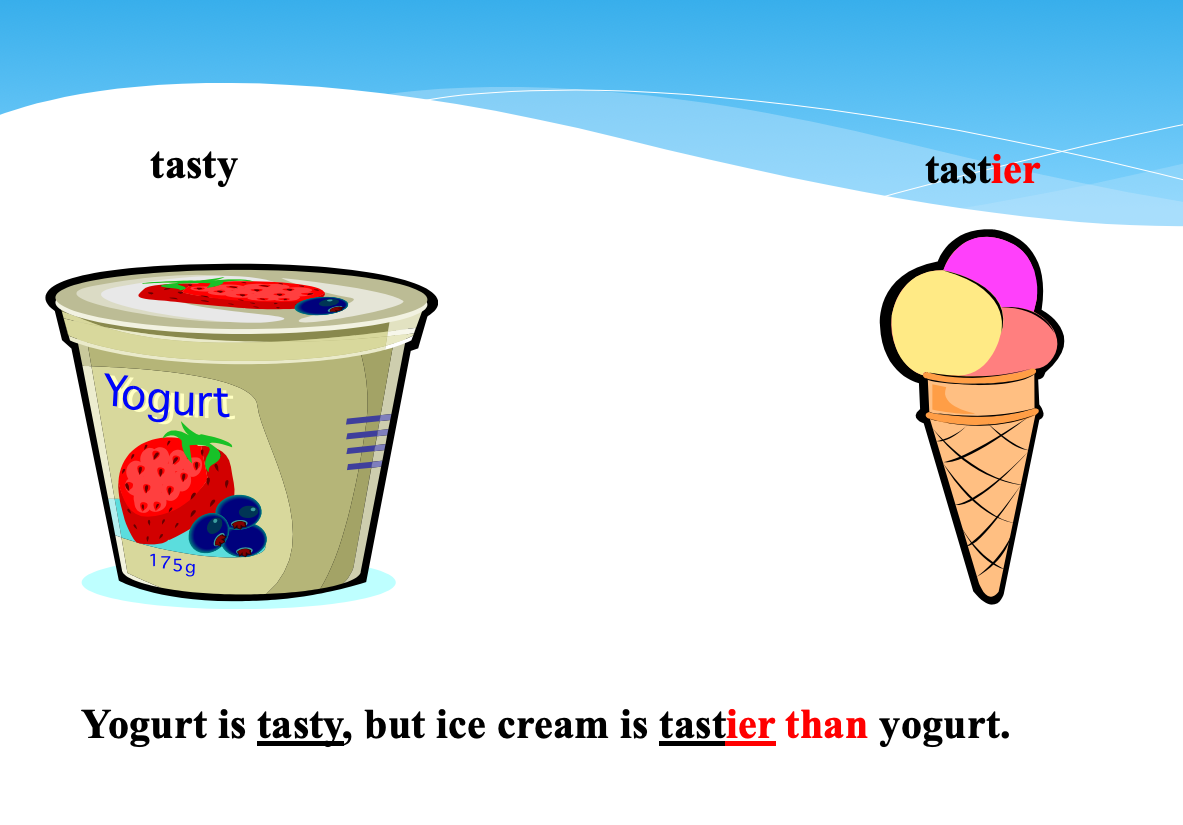 tasty
tastier
Yogurt
175g
Yogurt is tasty, but ice cream is tastier than yogurt.